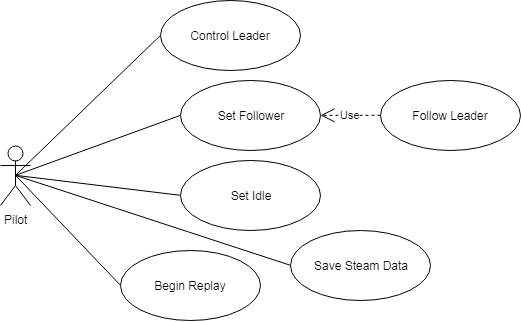 Control Leader
Set Follower
Use
Follow Leader
Set Idle
Pilot
Save Steam Data
Begin Replay